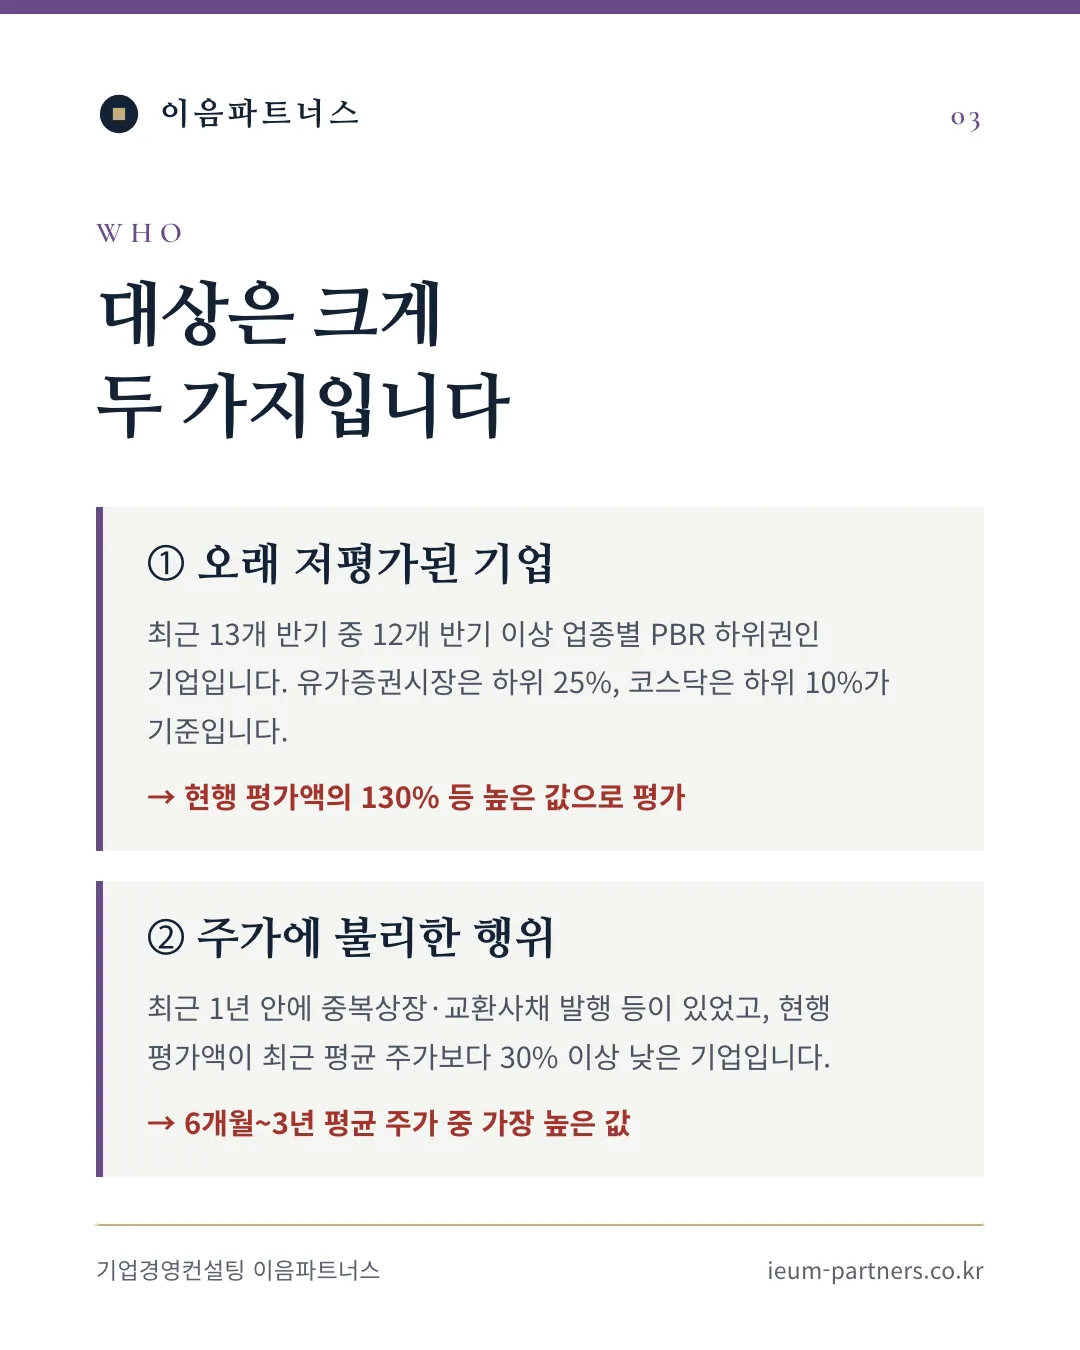 이음파트너스
03
WHO
대상은 크게
두 가지입니다
① 오래 저평가된 기업
최근 13개 반기 중 12개 반기 이상 업종별 PBR 하위권인
기업입니다. 유가증권시장은 하위 25%, 코스닥은 하위 10%가
기준입니다.
→ 현행 평가액의 130% 등 높은 값으로 평가
② 주가에 불리한 행위
최근 1년 안에 중복상장·교환사채 발행 등이 있었고, 현행
평가액이 최근 평균 주가보다 30% 이상 낮은 기업입니다.
→ 6개월~3년 평균 주가 중 가장 높은 값
기업경영컨설팅 이음파트너스
ieum-partners.co.kr